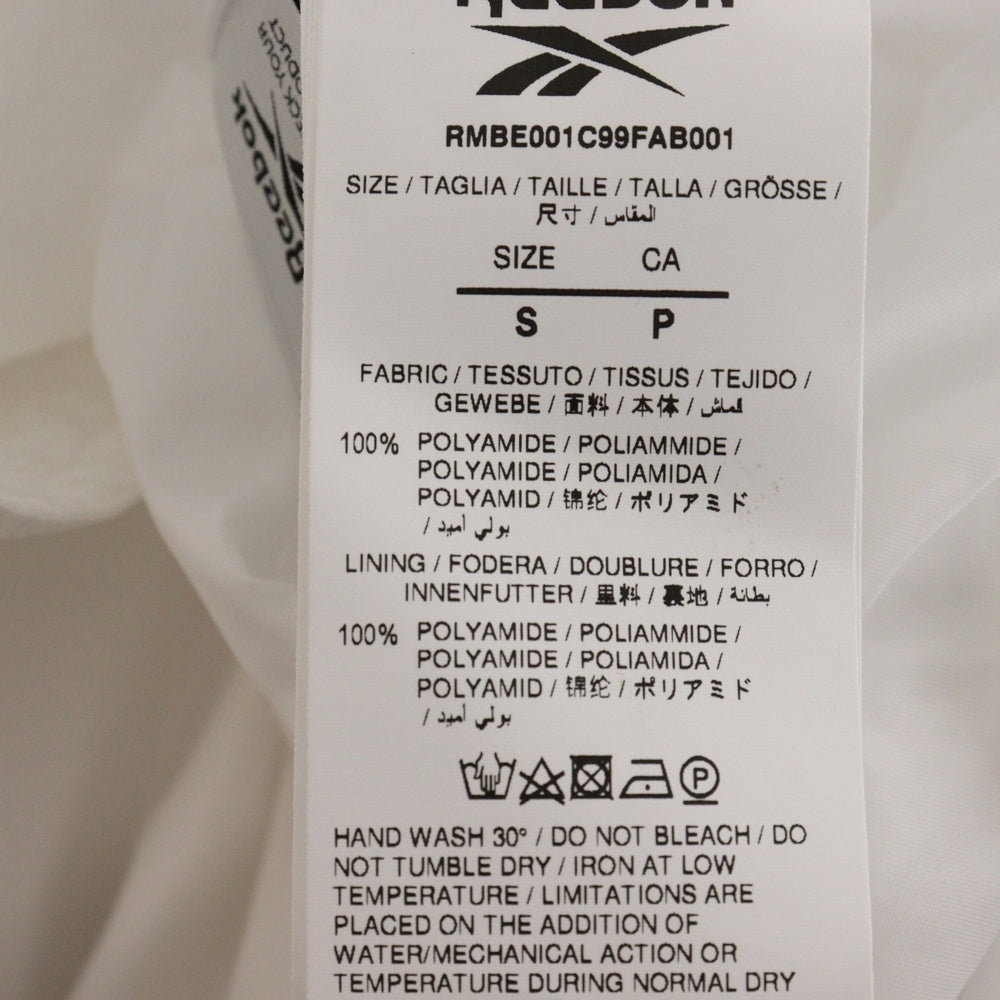 REEBOK
RMBE001C99FAB001
SIZE / TAGLIA / TAILLE / TALLA / GRÖSSE /
尺寸 / المقاس
SIZE CA
S P
FABRIC / TESSUTO / TISSUS / TEJIDO /
GEWEBE / 面料 / 本体 / قماش
100% POLYAMIDE / POLIAMMIDE /
POLYAMIDE / POLIAMIDA /
POLYAMID / 锦纶 / ポリアミド
/ بولي أميد
LINING / FODERA / DOUBLURE / FORRO /
INNENFUTTER / 里料 / 裏地 / بطانة
100% POLYAMIDE / POLIAMMIDE /
POLYAMIDE / POLIAMIDA /
POLYAMID / 锦纶 / ポリアミド
/ بولي أميد
P
HAND WASH 30° / DO NOT BLEACH / DO
NOT TUMBLE DRY / IRON AT LOW
TEMPERATURE / LIMITATIONS ARE
PLACED ON THE ADDITION OF
WATER/MECHANICAL ACTION OR
TEMPERATURE DURING NORMAL DRY
YOUR
Reebok